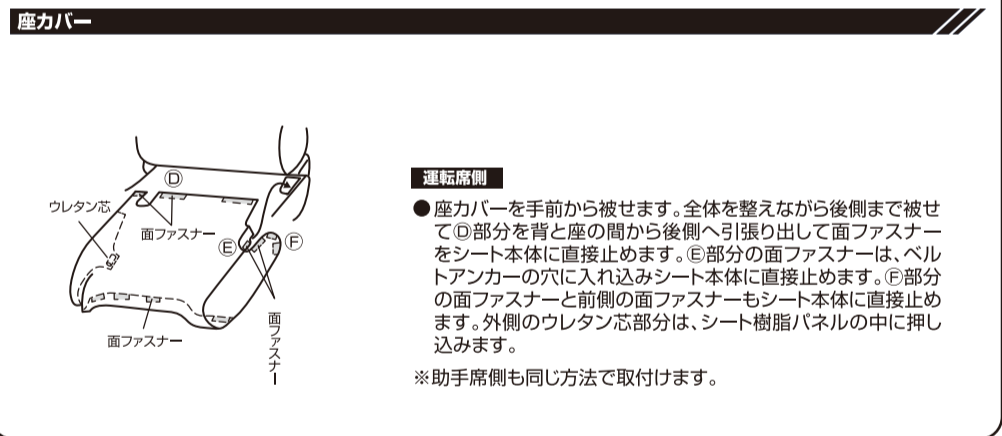 座カバー
Ⓓ
ウレタン芯
面ファスナー
Ⓔ
Ⓕ
面ファスナー
面ファスナー
運転席側
●座カバーを手前から被せます。全体を整えながら後側まで被せ
てⒹ部分を背と座の間から後側へ引張り出して面ファスナー
をシート本体に直接止めます。Ⓔ部分の面ファスナーは、ベル
トアンカーの穴に入れ込みシート本体に直接止めます。Ⓕ部分
の面ファスナーと前側の面ファスナーもシート本体に直接止め
ます。外側のウレタン芯部分は、シート樹脂パネルの中に押し
込みます。
※助手席側も同じ方法で取付けます。